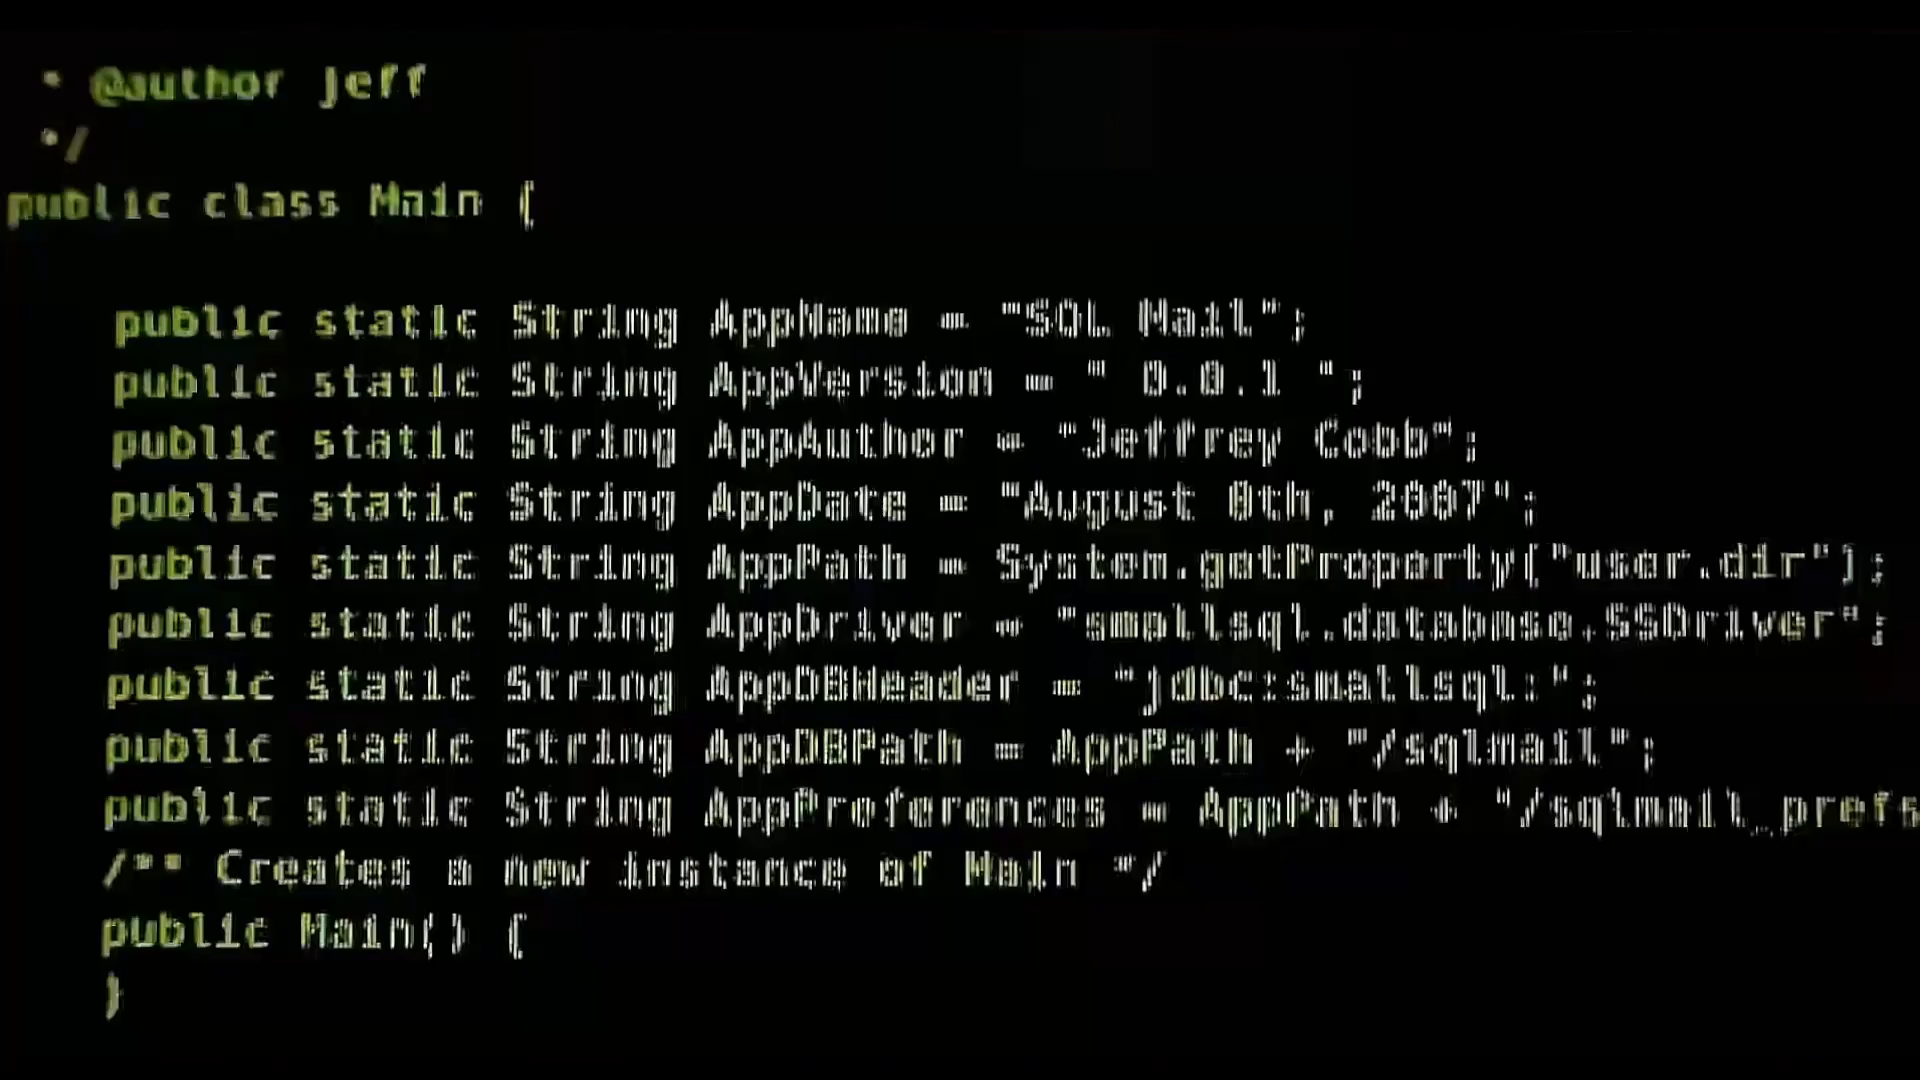 * @author jeff
*/
public class Main {
public static String AppName = "SQL Mail";
public static String AppVersion = " 0.0.1 ";
public static String AppAuthor = "Jeffrey Cobb";
public static String AppDate = "August 8th, 2007";
public static String AppPath = System.getProperty("user.dir");
public static String AppDriver = "smallsql.database.SSDriver";
public static String AppDBHeader = "jdbc:smallsql:";
public static String AppDBPath = AppPath + "/sqlmail";
public static String AppPreferences = AppPath + "/sqlmail_prefs
/** Creates a new instance of Main */
public Main() {
}